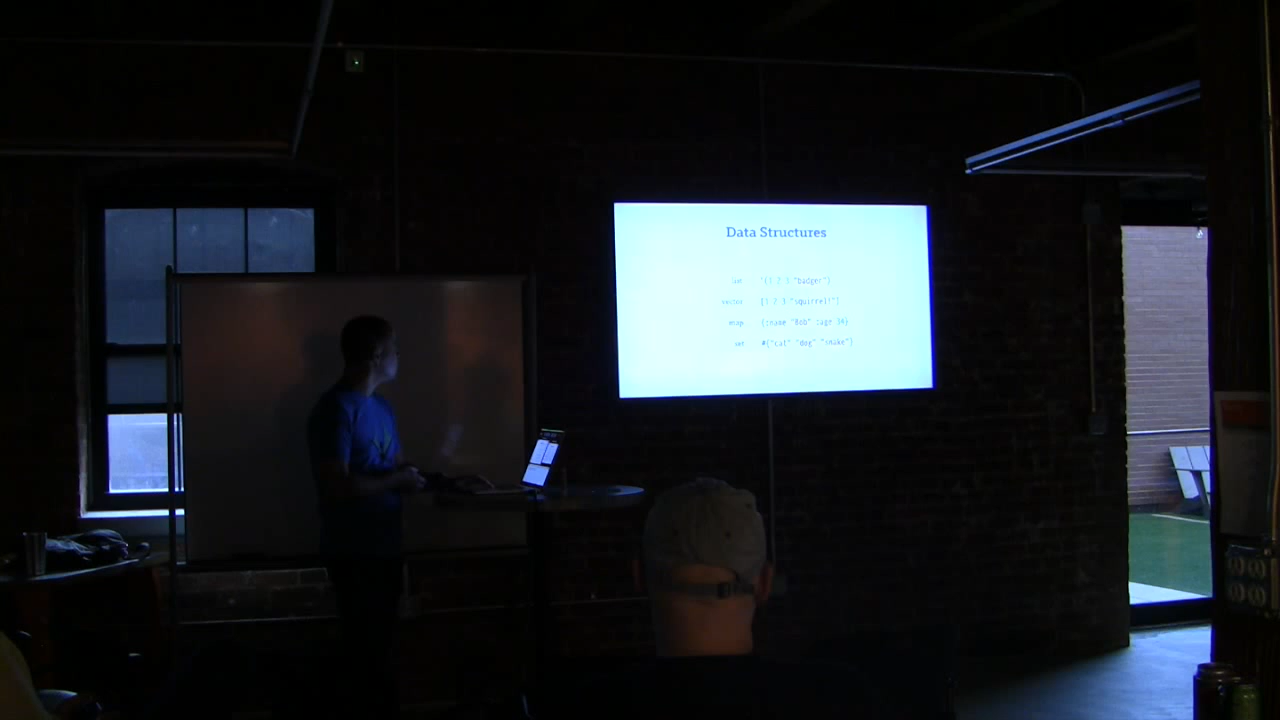 Data Structures
list '(1 2 3 "badger")
vector [1 2 3 "squirrel!"]
map {:name "Bob" :age 34}
set #{"cat" "dog" "snake"}